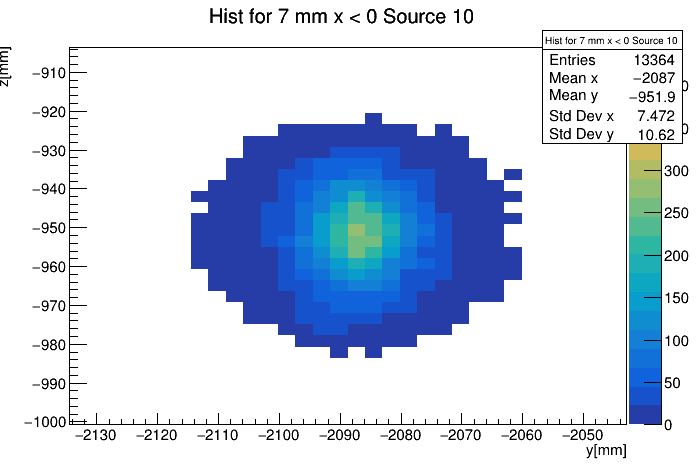 Hist for 7 mm x < 0 Source 10
z[mm]
Hist for 7 mm x < 0 Source 10
Entries 13364
Mean x −2087
Mean y −951.9
Std Dev x 7.472
Std Dev y 10.62
−910
−920
−930
−940
−950
−960
−970
−980
−990
−1000
−2130 −2120 −2110 −2100 −2090 −2080 −2070 −2060 −2050
y[mm]
300
250
200
150
100
50
0